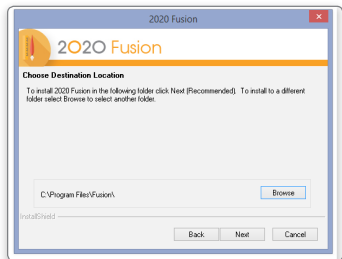 2020 Fusion
2020 Fusion
Choose Destination Location
To install 2020 Fusion in the following folder click Next (Recommended). To install to a different
folder select Browse to select another folder.
C:\Program Files\Fusion\
Browse
InstallShield
Back
Next
Cancel